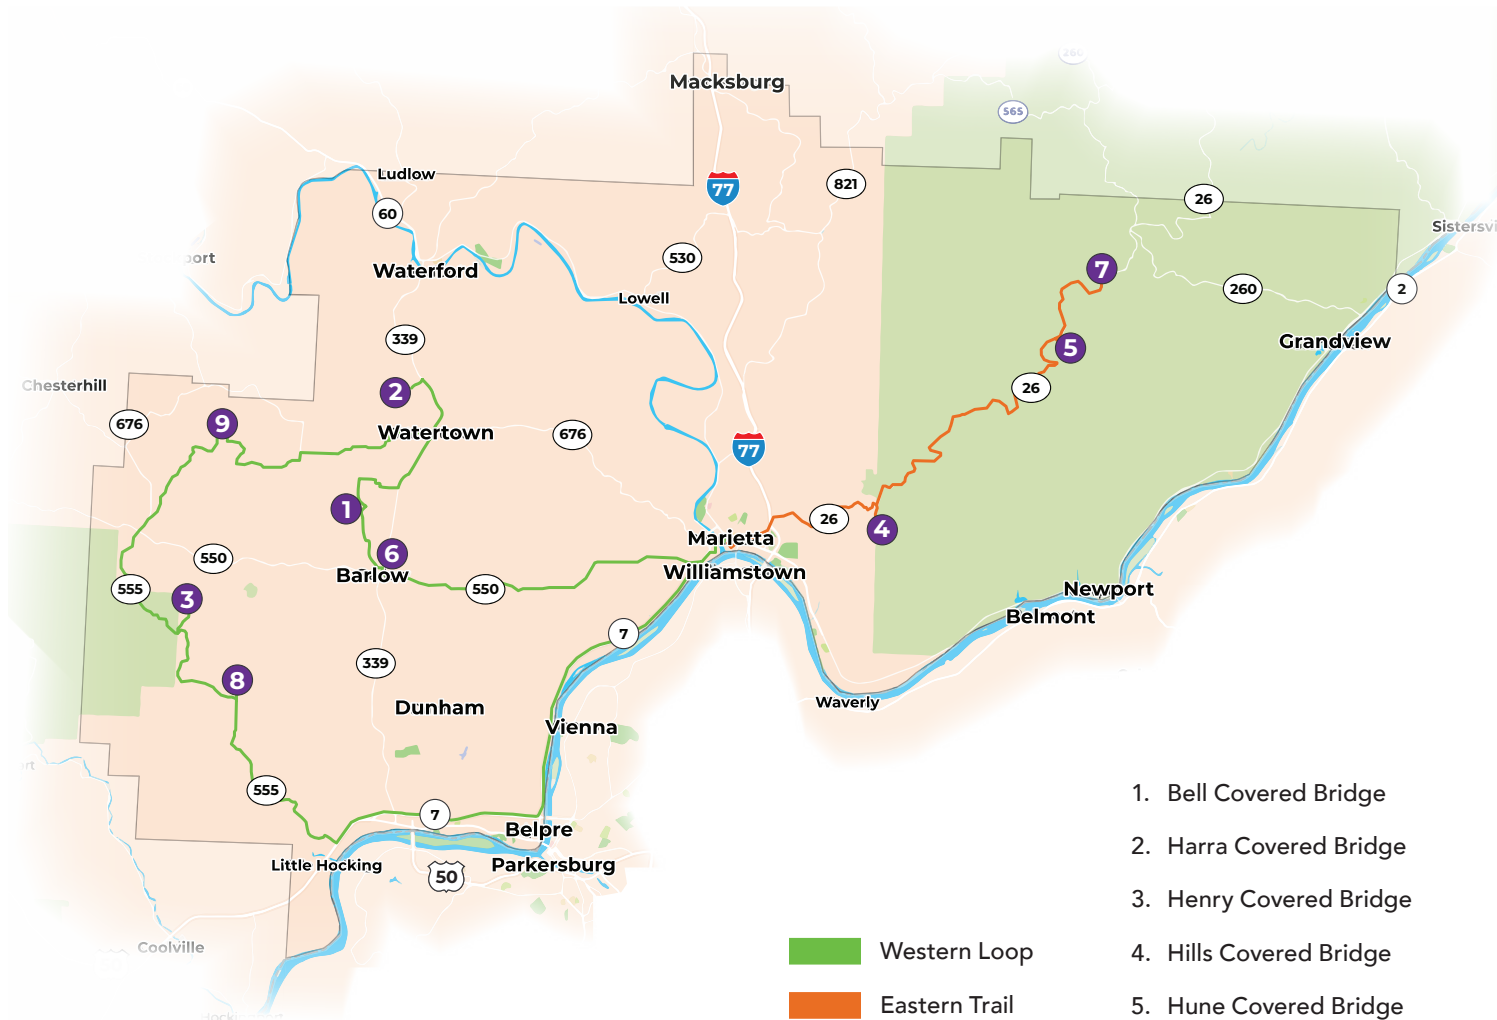 260
Macksburg
565
Ludlow
77
821
26
60
Sistersvi
port
Waterford
530
7
Lowell
260
2
339
5
Grandview
Chesterhill
2
26
676
9
Watertown
676
77
1
26
4
Marietta
6
550
Barlow
Williamstown
555
3
550
Newport
Belmont
7
339
8
Waverly
Dunham
Vienna
rt
555
7
Belpre
Little Hocking
Parkersburg
50
Coolville
1. Bell Covered Bridge
2. Harra Covered Bridge
3. Henry Covered Bridge
4. Hills Covered Bridge
5. Hune Covered Bridge
Western Loop
Eastern Trail